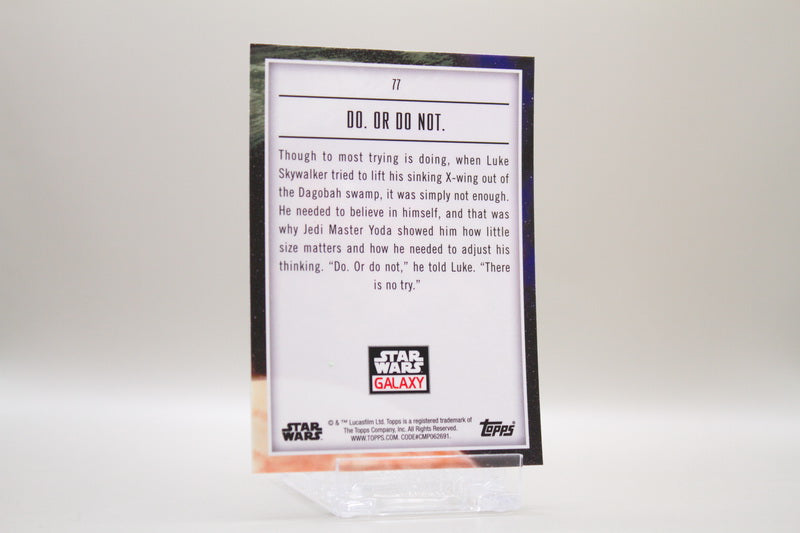 77
DO. OR DO NOT.
Though to most trying is doing, when Luke
Skywalker tried to lift his sinking X-wing out of
the Dagobah swamp, it was simply not enough.
He needed to believe in himself, and that was
why Jedi Master Yoda showed him how little
size matters and how he needed to adjust his
thinking. “Do. Or do not,” he told Luke. “There
is no try.”
STAR
WARS
GALAXY
STAR
WARS
© & ™ Lucasfilm Ltd. Topps is a registered trademark of
The Topps Company, Inc. All Rights Reserved.
WWW.TOPPS.COM. CODE#CMP062691.
Topps